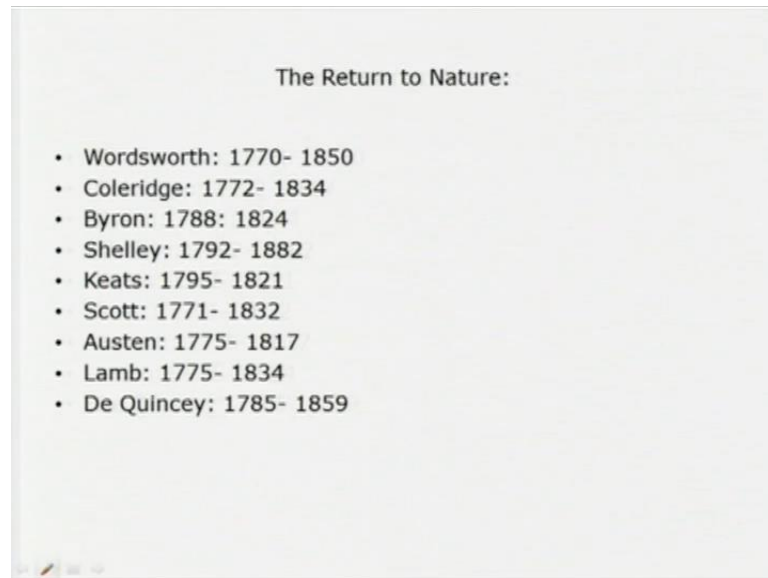 The Return to Nature:
• Wordsworth: 1770- 1850
• Coleridge: 1772- 1834
• Byron: 1788: 1824
• Shelley: 1792- 1882
• Keats: 1795- 1821
• Scott: 1771- 1832
• Austen: 1775- 1817
• Lamb: 1775- 1834
• De Quincey: 1785- 1859